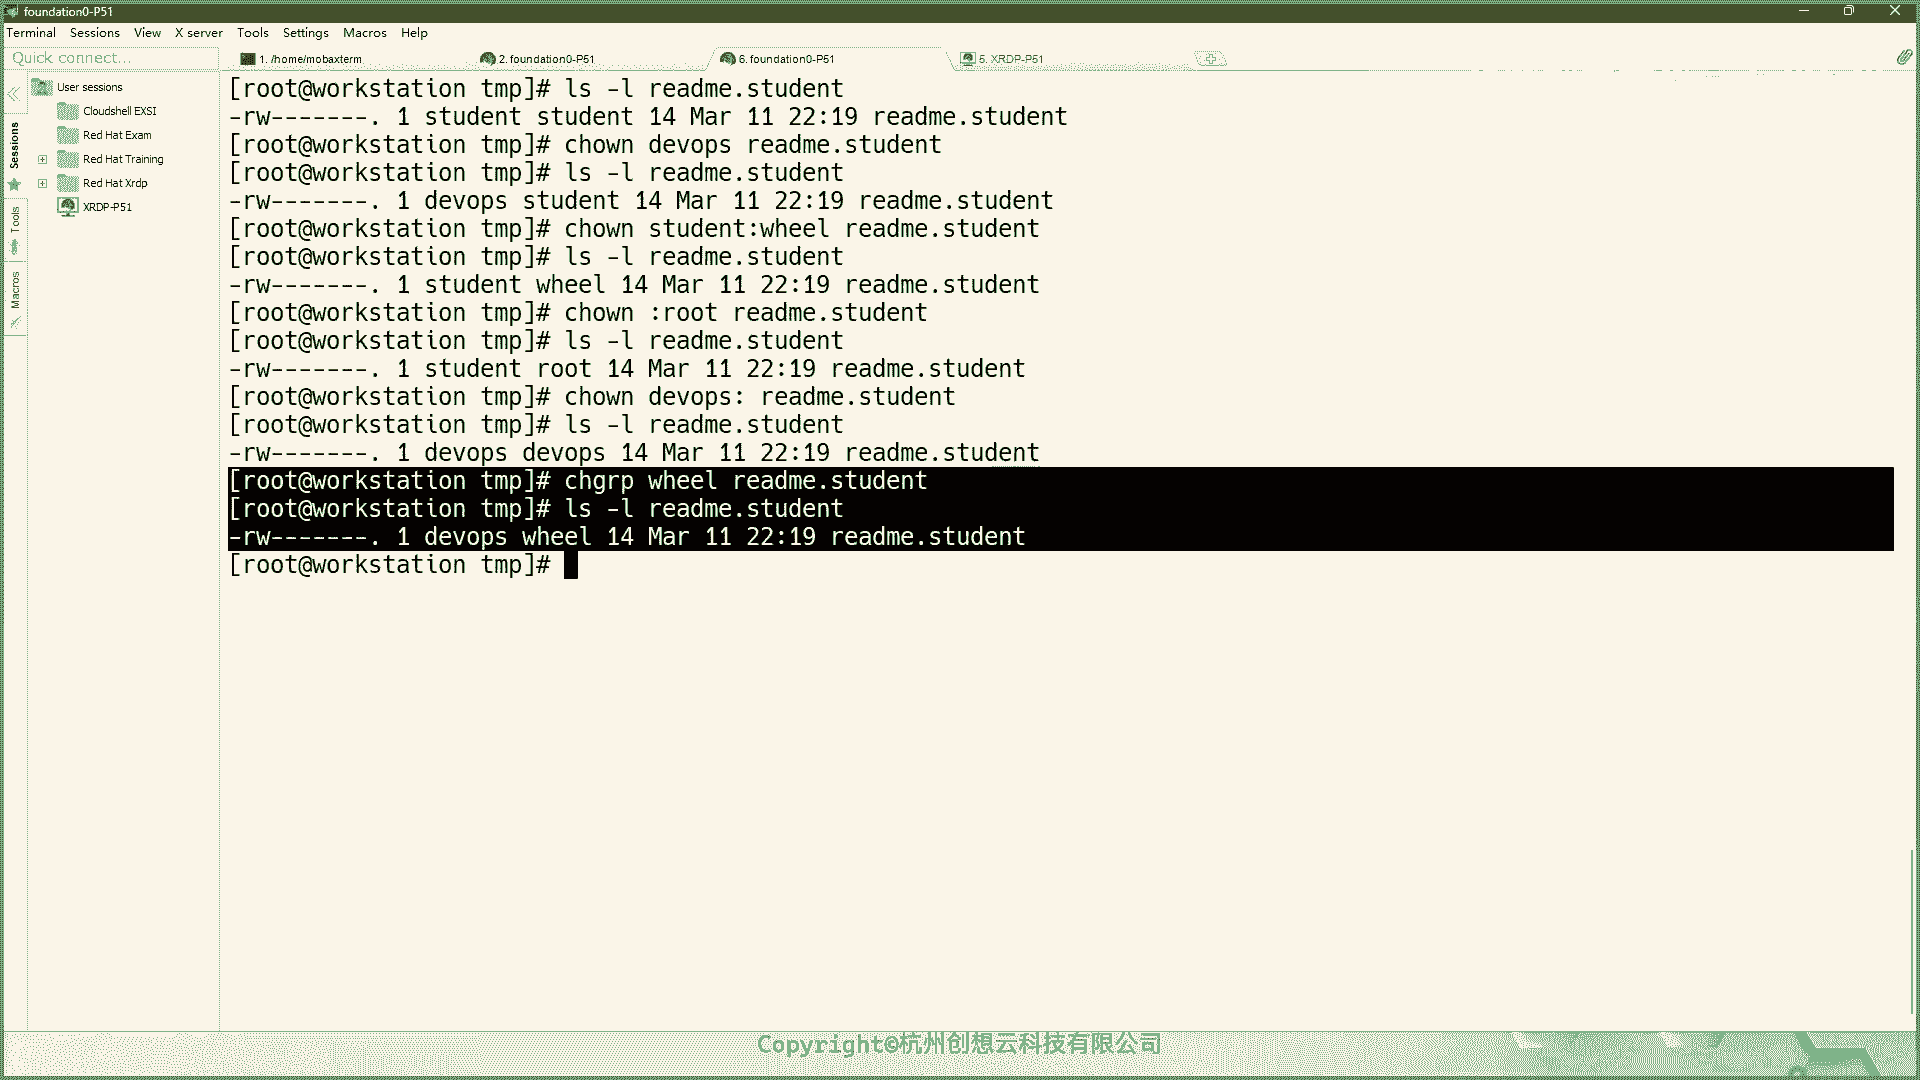 foundation0-P51
Terminal Sessions View X server Tools Settings Macros Help
Quick connect...
1. /home/mobaxterm
2. foundation0-P51
6. foundation0-P51
5. XRDP-P51
Sessions
Tools
Macros
User sessions
Cloudshell EXSI
Red Hat Exam
Red Hat Training
Red Hat Xrdp
XRDP-P51
[root@workstation tmp]# ls -l readme.student
-rw-------. 1 student student 14 Mar 11 22:19 readme.student
[root@workstation tmp]# chown devops readme.student
[root@workstation tmp]# ls -l readme.student
-rw-------. 1 devops student 14 Mar 11 22:19 readme.student
[root@workstation tmp]# chown student:wheel readme.student
[root@workstation tmp]# ls -l readme.student
-rw-------. 1 student wheel 14 Mar 11 22:19 readme.student
[root@workstation tmp]# chown :root readme.student
[root@workstation tmp]# ls -l readme.student
-rw-------. 1 student root 14 Mar 11 22:19 readme.student
[root@workstation tmp]# chown devops: readme.student
[root@workstation tmp]# ls -l readme.student
-rw-------. 1 devops devops 14 Mar 11 22:19 readme.student
[root@workstation tmp]# chgrp wheel readme.student
[root@workstation tmp]# ls -l readme.student
-rw-------. 1 devops wheel 14 Mar 11 22:19 readme.student
[root@workstation tmp]#
Copyright©杭州创想云科技有限公司